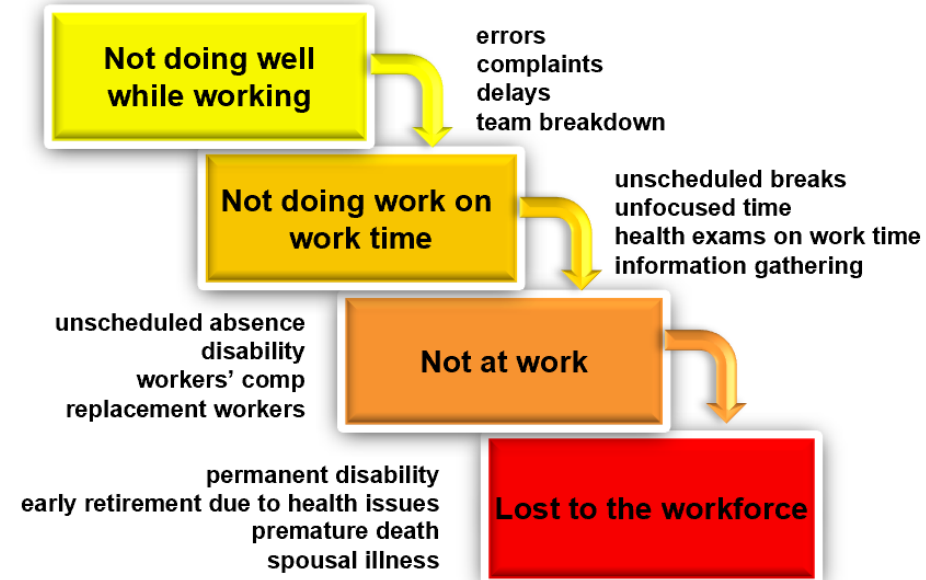 Not doing well
while working
errors
complaints
delays
team breakdown
Not doing work on
work time
unscheduled breaks
unfocused time
health exams on work time
information gathering
Not at work
unscheduled absence
disability
workers’ comp
replacement workers
Lost to the workforce
permanent disability
early retirement due to health issues
premature death
spousal illness